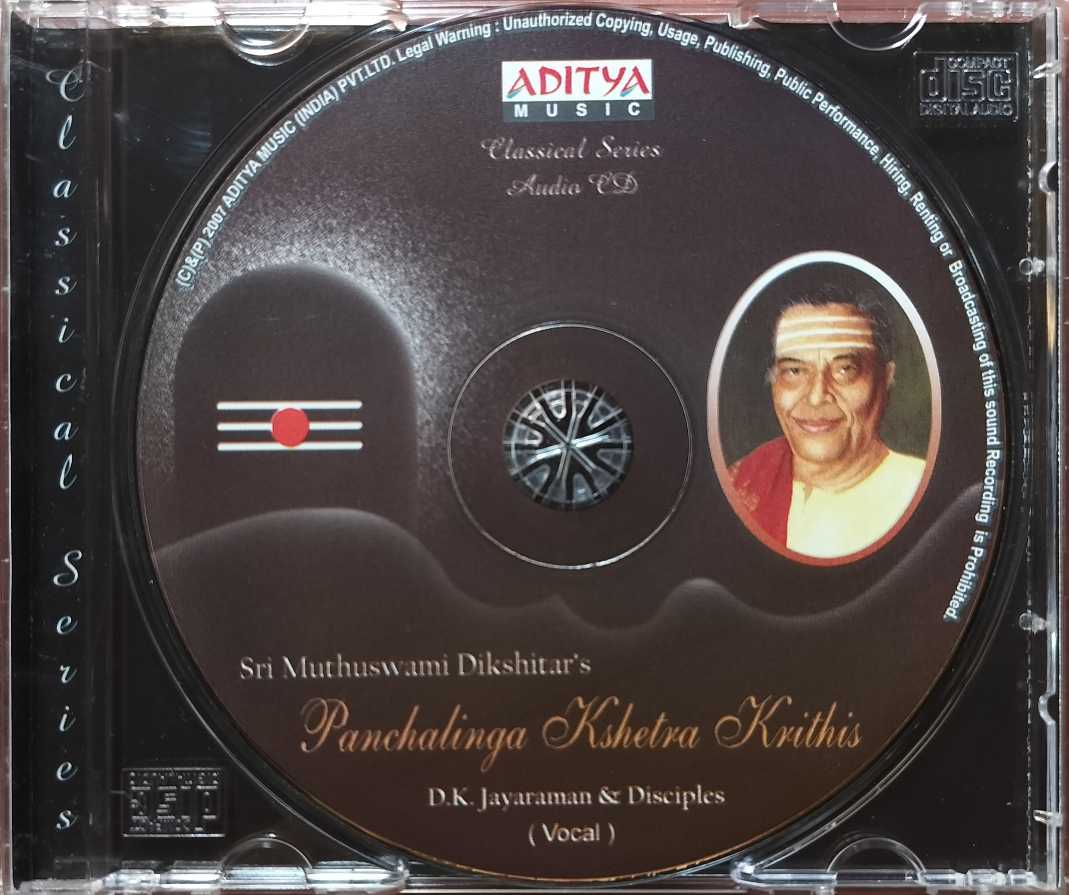 Classical Series
(C)&(P).2007 ADITYA MUSIC (INDIA) PVT.LTD. Legal Warning : Unauthorized Copying, Usage, Publishing, Public Performance, Hiring, Renting or Broadcasting of this sound Recording is Prohibited.
ADITYA
MUSIC
Classical Series
Audio CD
COMPACT
disc
DIGITAL AUDIO
Sri Muthuswami Dikshitar's
Panchalinga Kshetra Krithis
D.K. Jayaraman & Disciples
( Vocal )